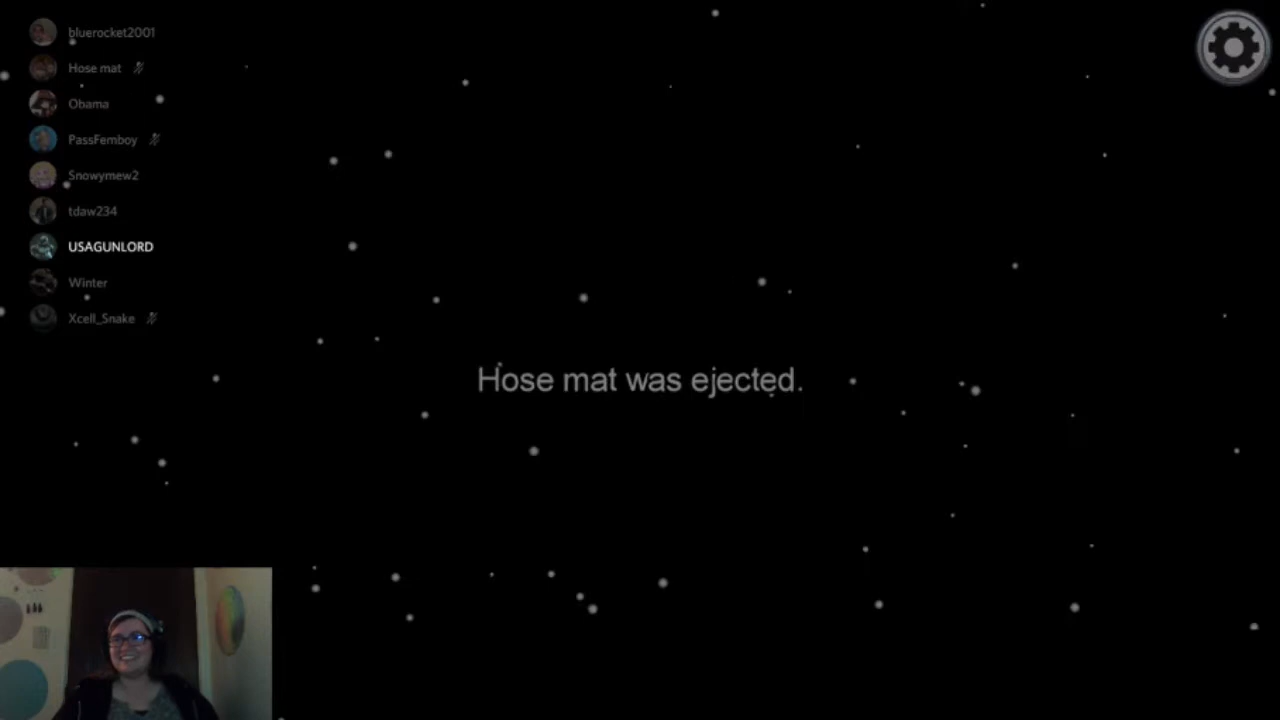 bluerocket2001
Hose mat
Obama
PassFemboy
Snowymew2
tdaw234
USAGUNLORD
Winter
Xcell_Snake
Hose mat was ejected.